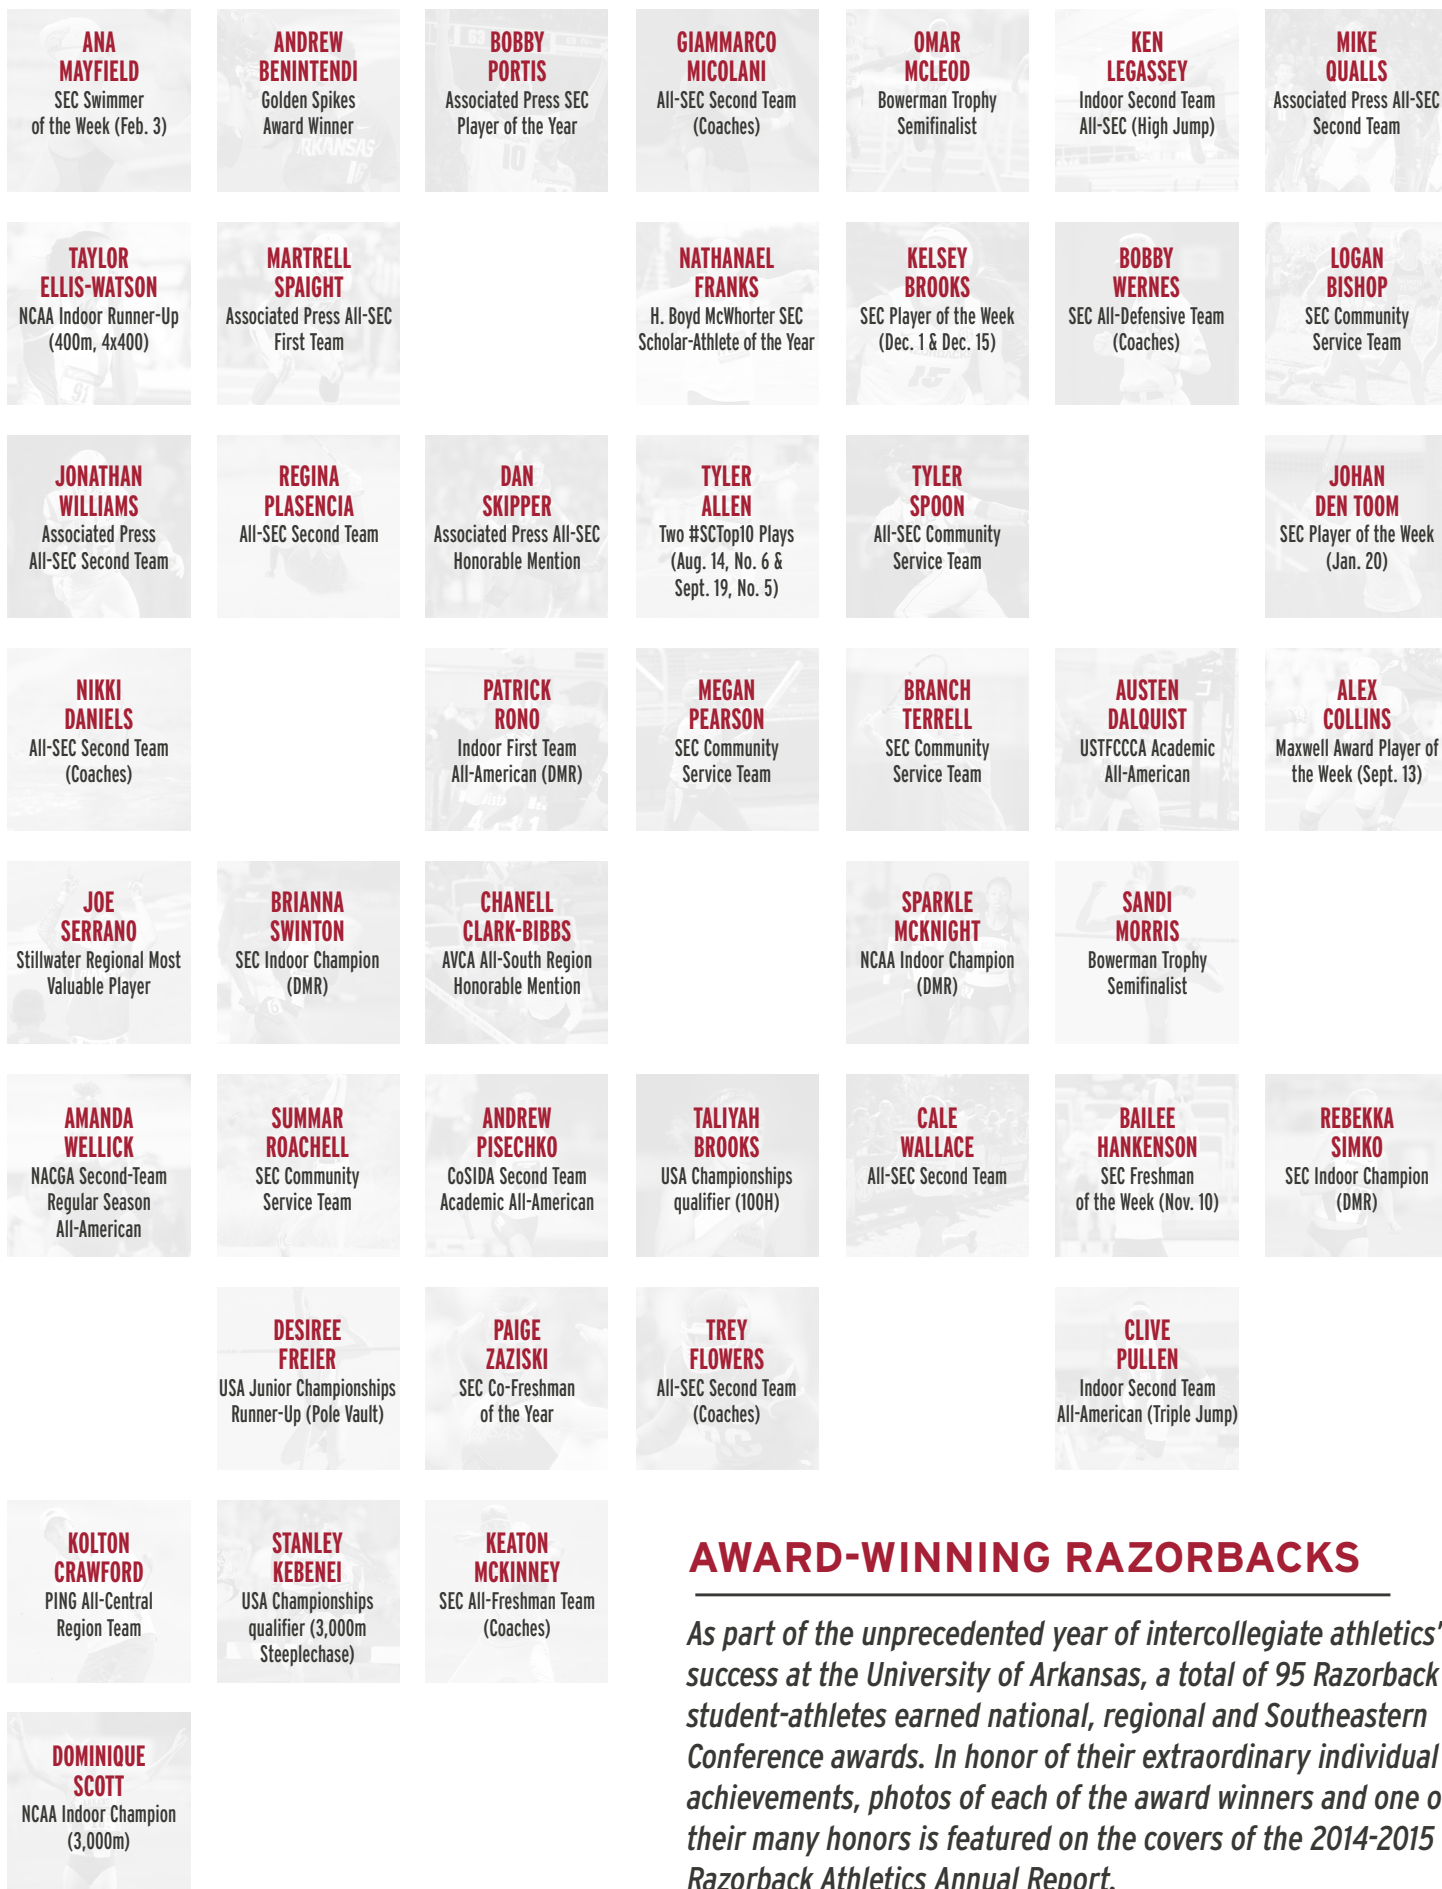 ANA
MAYFIELD
SEC Swimmer
of the Week (Feb. 3)
ANDREW
BENINTENDI
Golden Spikes
Award Winner
BOBBY
PORTIS
Associated Press SEC
Player of the Year
GIAMMARCO
MICOLANI
All-SEC Second Team
(Coaches)
OMAR
MCLEOD
Bowerman Trophy
Semifinalist
KEN
LEGASSEY
Indoor Second Team
All-SEC (High Jump)
MIKE
QUALLS
Associated Press All-SEC
Second Team
TAYLOR
ELLIS-WATSON
NCAA Indoor Runner-Up
(400m, 4x400)
MARTRELL
SPAIGHT
Associated Press All-SEC
First Team
NATHANAEL
FRANKS
H. Boyd McWhorter SEC
Scholar-Athlete of the Year
KELSEY
BROOKS
SEC Player of the Week
(Dec. 1 & Dec. 15)
BOBBY
WERNES
SEC All-Defensive Team
(Coaches)
LOGAN
BISHOP
SEC Community
Service Team
JONATHAN
WILLIAMS
Associated Press
All-SEC Second Team
REGINA
PLASENCIA
All-SEC Second Team
DAN
SKIPPER
Associated Press All-SEC
Honorable Mention
TYLER
ALLEN
Two #SCTop10 Plays
(Aug. 14, No. 6 &
Sept. 19, No. 5)
TYLER
SPOON
All-SEC Community
Service Team
JOHAN
DEN TOOM
SEC Player of the Week
(Jan. 20)
NIKKI
DANIELS
All-SEC Second Team
(Coaches)
PATRICK
RONO
Indoor First Team
All-American (DMR)
MEGAN
PEARSON
SEC Community
Service Team
BRANCH
TERRELL
SEC Community
Service Team
AUSTEN
DALQUIST
USTFCCCA Academic
All-American
ALEX
COLLINS
Maxwell Award Player of
the Week (Sept. 13)
JOE
SERRANO
Stillwater Regional Most
Valuable Player
BRIANNA
SWINTON
SEC Indoor Champion
(DMR)
CHANELL
CLARK-BIBBS
AVCA All-South Region
Honorable Mention
SPARKLE
MCKNIGHT
NCAA Indoor Champion
(DMR)
SANDI
MORRIS
Bowerman Trophy
Semifinalist
AMANDA
WELLICK
NACGA Second-Team
Regular Season
All-American
SUMMAR
ROACHELL
SEC Community
Service Team
ANDREW
PISECHKO
CoSIDA Second Team
Academic All-American
TALIYAH
BROOKS
USA Championships
qualifier (100H)
CALE
WALLACE
All-SEC Second Team
BAILEE
HANKENSON
SEC Freshman
of the Week (Nov. 10)
REBEKKA
SIMKO
SEC Indoor Champion
(DMR)
DESIREE
FREIER
USA Junior Championships
Runner-Up (Pole Vault)
PAIGE
ZAZISKI
SEC Co-Freshman
of the Year
TREY
FLOWERS
All-SEC Second Team
(Coaches)
CLIVE
PULLEN
Indoor Second Team
All-American (Triple Jump)
KOLTON
CRAWFORD
PING All-Central
Region Team
STANLEY
KEBENEI
USA Championships
qualifier (3,000m
Steeplechase)
KEATON
MCKINNEY
SEC All-Freshman Team
(Coaches)
DOMINIQUE
SCOTT
NCAA Indoor Champion
(3,000m)
AWARD-WINNING RAZORBACKS
As part of the unprecedented year of intercollegiate athletics'
success at the University of Arkansas, a total of 95 Razorback
student-athletes earned national, regional and Southeastern
Conference awards. In honor of their extraordinary individual
achievements, photos of each of the award winners and one o
their many honors is featured on the covers of the 2014-2015
Razorback Athletics Annual Report.